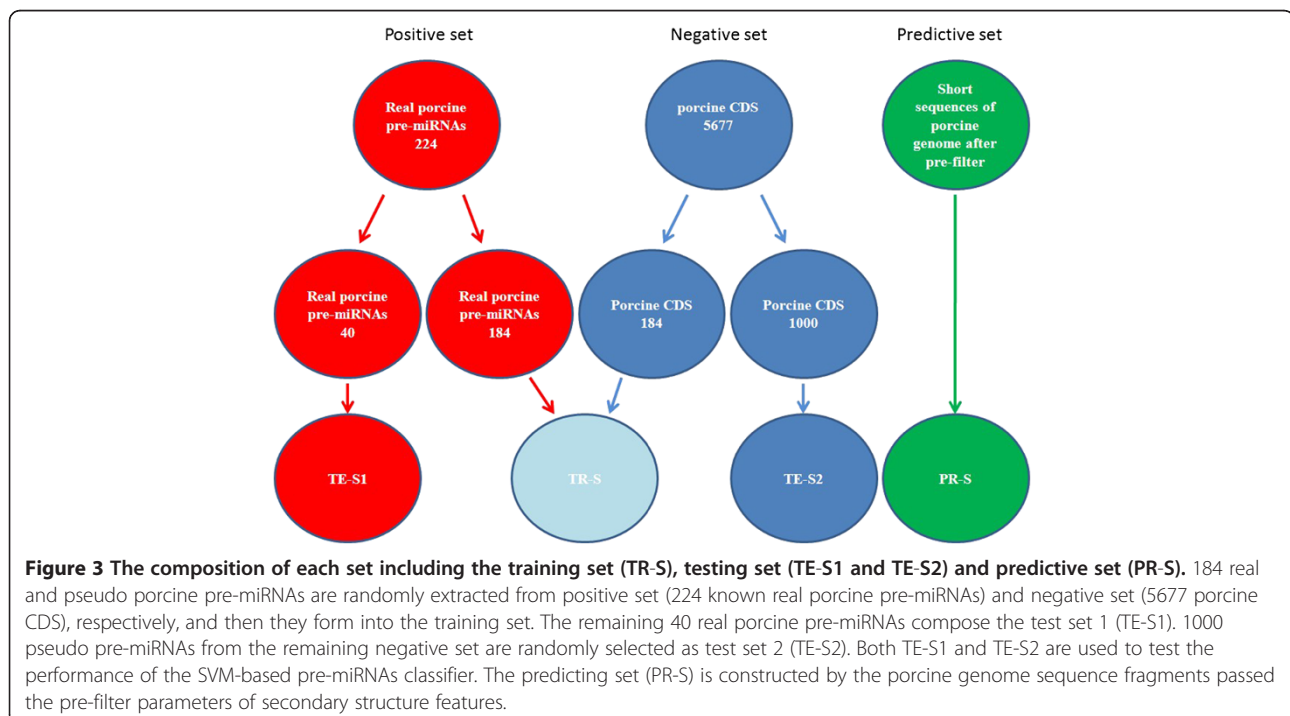 Positive set
Negative set
Predictive set
Real porcine
pre-miRNAs
224
porcine CDS
5677
Short
sequences of
porcine
genome after
pre-filter
Real porcine
pre-miRNAs
40
Real porcine
pre-miRNAs
184
Porcine CDS
184
Porcine CDS
1000
TE-S1
TR-S
TE-S2
PR-S
Figure 3 The composition of each set including the training set (TR-S), testing set (TE-S1 and TE-S2) and predictive set (PR-S). 184 real
and pseudo porcine pre-miRNAs are randomly extracted from positive set (224 known real porcine pre-miRNAs) and negative set (5677 porcine
CDS), respectively, and then they form into the training set. The remaining 40 real porcine pre-miRNAs compose the test set 1 (TE-S1). 1000
pseudo pre-miRNAs from the remaining negative set are randomly selected as test set 2 (TE-S2). Both TE-S1 and TE-S2 are used to test the
performance of the SVM-based pre-miRNAs classifier. The predicting set (PR-S) is constructed by the porcine genome sequence fragments passed
the pre-filter parameters of secondary structure features.